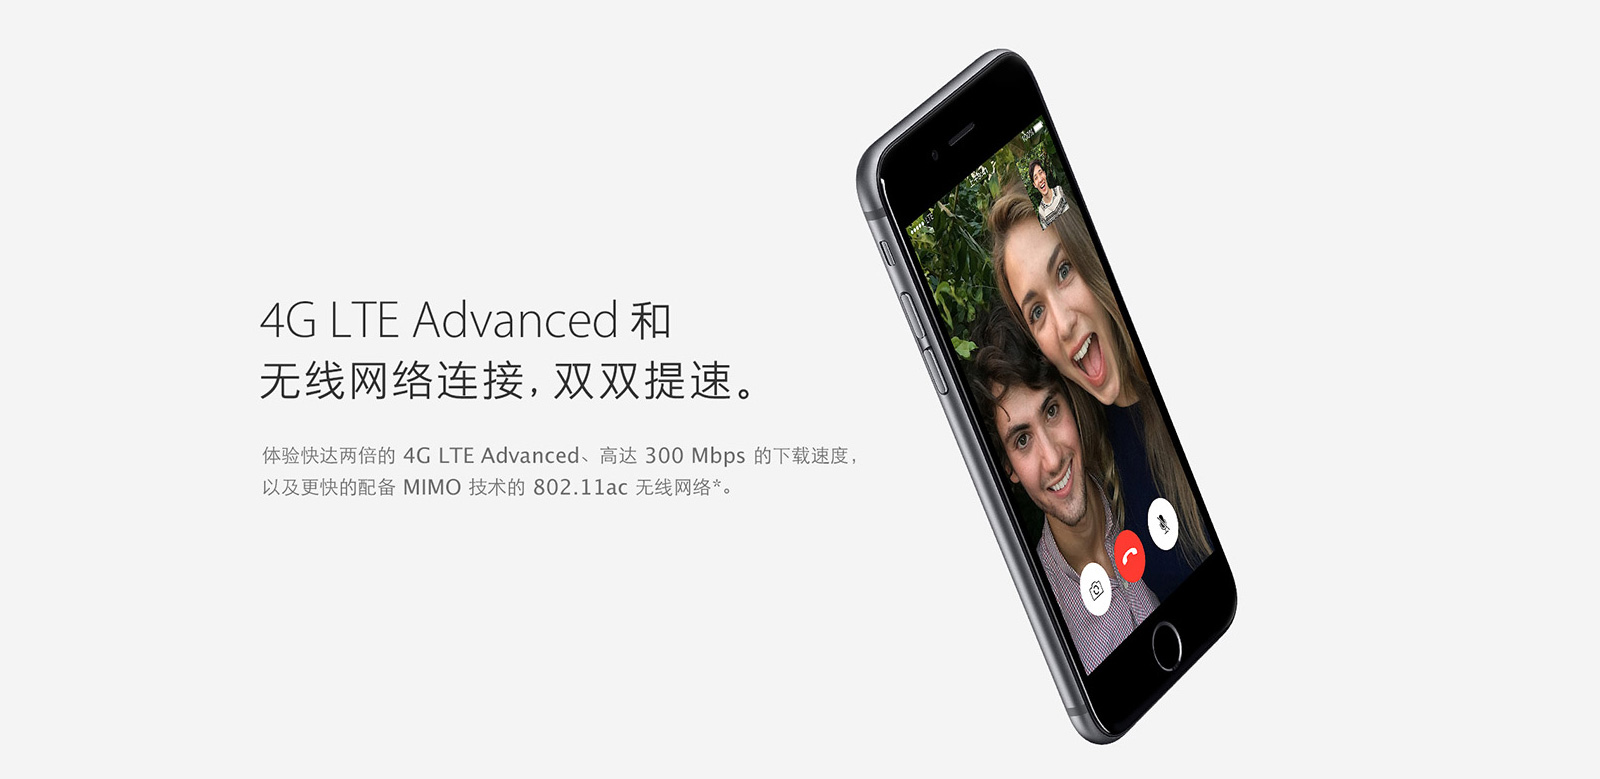 4G LTE Advanced 和
无线网络连接，双双提速。
体验快达两倍的 4G LTE Advanced、高达 300 Mbps 的下载速度，
以及更快的配备 MIMO 技术的 802.11ac 无线网络*。
LTE
100%